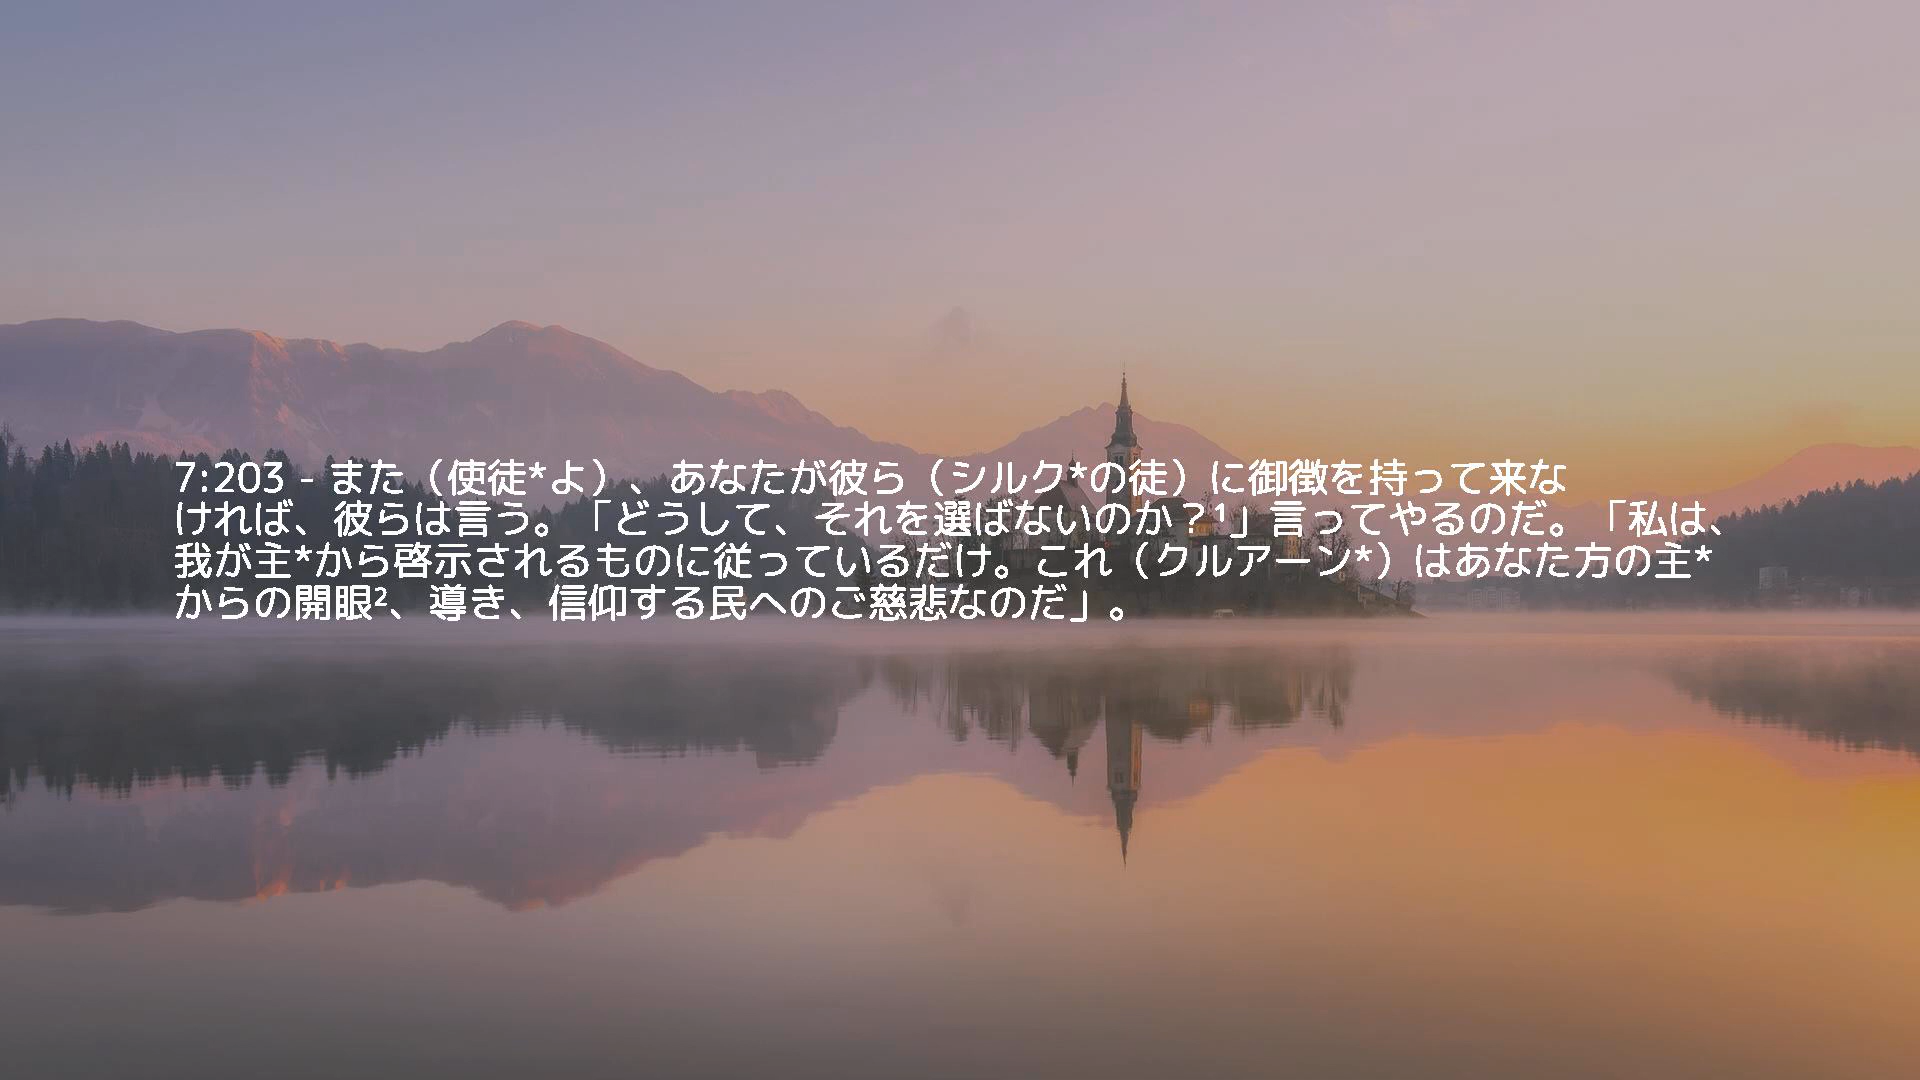 7:203 - また（使徒*よ）、あなたが彼ら（シルク*の徒）に御徴を持って来な
ければ、彼らは言う。「どうして、それを選ばないのか？¹」言ってやるのだ。「私は、
我が主*から啓示されるものに従っているだけ。これ（クルアーン*）はあなた方の主*
からの開眼²、導き、信仰する民へのご慈悲なのだ」。